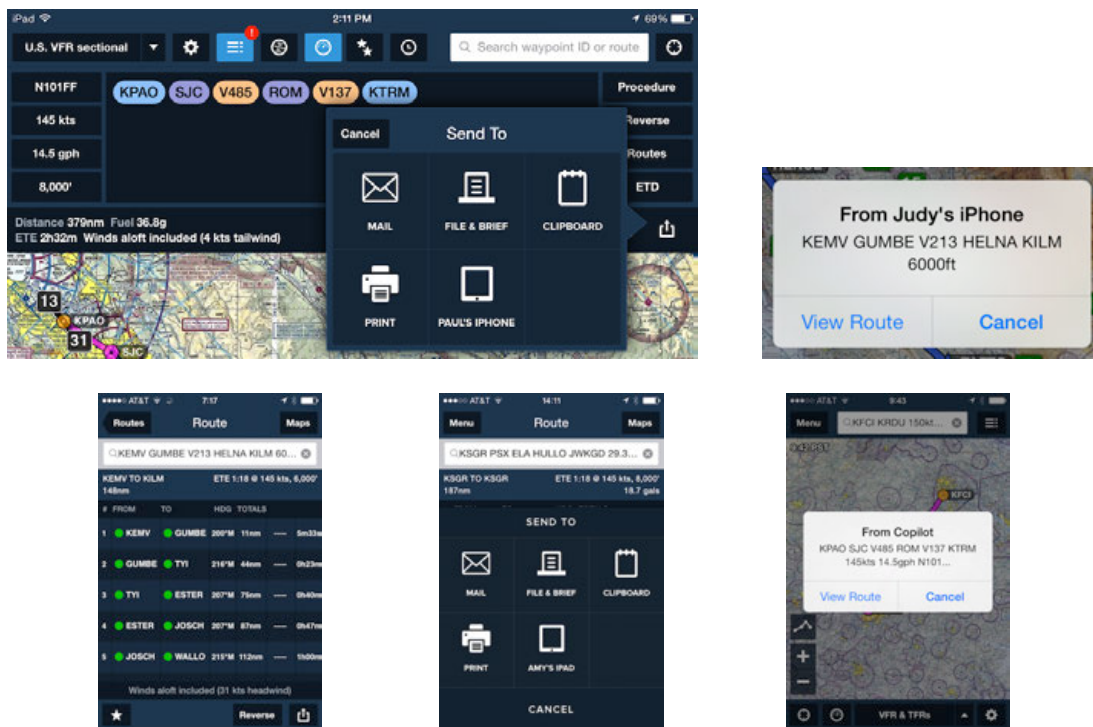 iPad 2:11 PM 69%
U.S. VFR sectional
Search waypoint ID or route
N101FF KPAO SJC V485 ROM V137 KTRM Procedure
145 kts Cancel Send To Reverse
14.5 gph Routes
8,000' ETD
MAIL FILE & BRIEF CLIPBOARD
Distance 379nm Fuel 36.8g
ETE 2h32m Winds aloft included (4 kts tailwind)
PRINT PAUL'S IPHONE
13
KPAO
31
SJC
From Judy's iPhone
KEMV GUMBE V213 HELNA KILM
6000ft
View Route Cancel
AT&T 7:17
Routes Route Maps
KEMV GUMBE V213 HELNA KILM 60...
KEMV TO KILM ETE 1:18 @ 145 kts, 6,000'
148nm
# FROM TO HDG TOTALS
1 KEMV GUMBE 200°M 11nm ---- 5m33w
2 GUMBE TYI 216°M 44nm ---- 0h23m
3 TYI ESTER 207°M 75nm ---- 0h40m
4 ESTER JOSCH 207°M 87nm ---- 0h47m
5 JOSCH WALLO 215°M 112nm ---- 1h00m
Winds aloft included (31 kts headwind)
Reverse
AT&T 14:11
Menu Route Maps
KSGR PSX ELA HULLO JWKGD 29.3...
KSGR TO KSGR ETE 1:18 @ 145 kts, 8,000'
187nm 18.7 gals
SEND TO
MAIL FILE & BRIEF CLIPBOARD
PRINT AMY'S IPAD
CANCEL
AT&T 9:43
Menu KFCI KRDU 150kt...
KFCI
From Copilot
KPAO SJC V485 ROM V137 KTRM
145kts 14.5gph N101...
View Route Cancel
VFR & TFRs